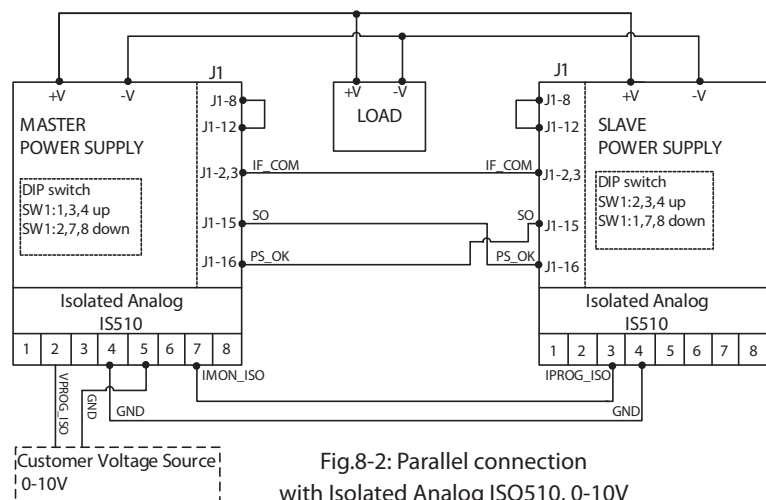 J1
J1
+V -V
+V -V
+V -V
LOAD
MASTER
POWER SUPPLY
J1-8
J1-12
J1-8
J1-12
SLAVE
POWER SUPPLY
J1-2,3 IF_COM
IF_COM J1-2,3
DIP switch
SW1:1,3,4 up
SW1:2,7,8 down
DIP switch
SW1:2,3,4 up
SW1:1,7,8 down
J1-15 SO
SO J1-15
J1-16 PS_OK
PS_OK J1-16
Isolated Analog
IS510
Isolated Analog
IS510
1 2 3 4 5 6 7 8
1 2 3 4 5 6 7 8
VPROG_ISO
GND
GND
IMON_ISO
IPROG_ISO
GND
Customer Voltage Source
0-10V
Fig.8-2: Parallel connection
with Isolated Analog ISO510, 0-10V